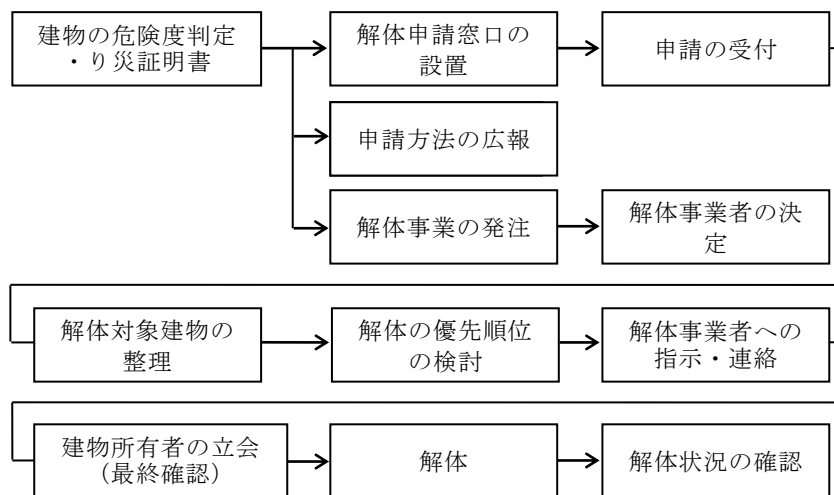 建物の危険度判定
・り災証明書
解体申請窓口の
設置
申請の受付
申請方法の広報
解体事業の発注
解体事業者の決
定
解体対象建物の
整理
解体の優先順位
の検討
解体事業者への
指示・連絡
建物所有者の立会
（最終確認）
解体
解体状況の確認